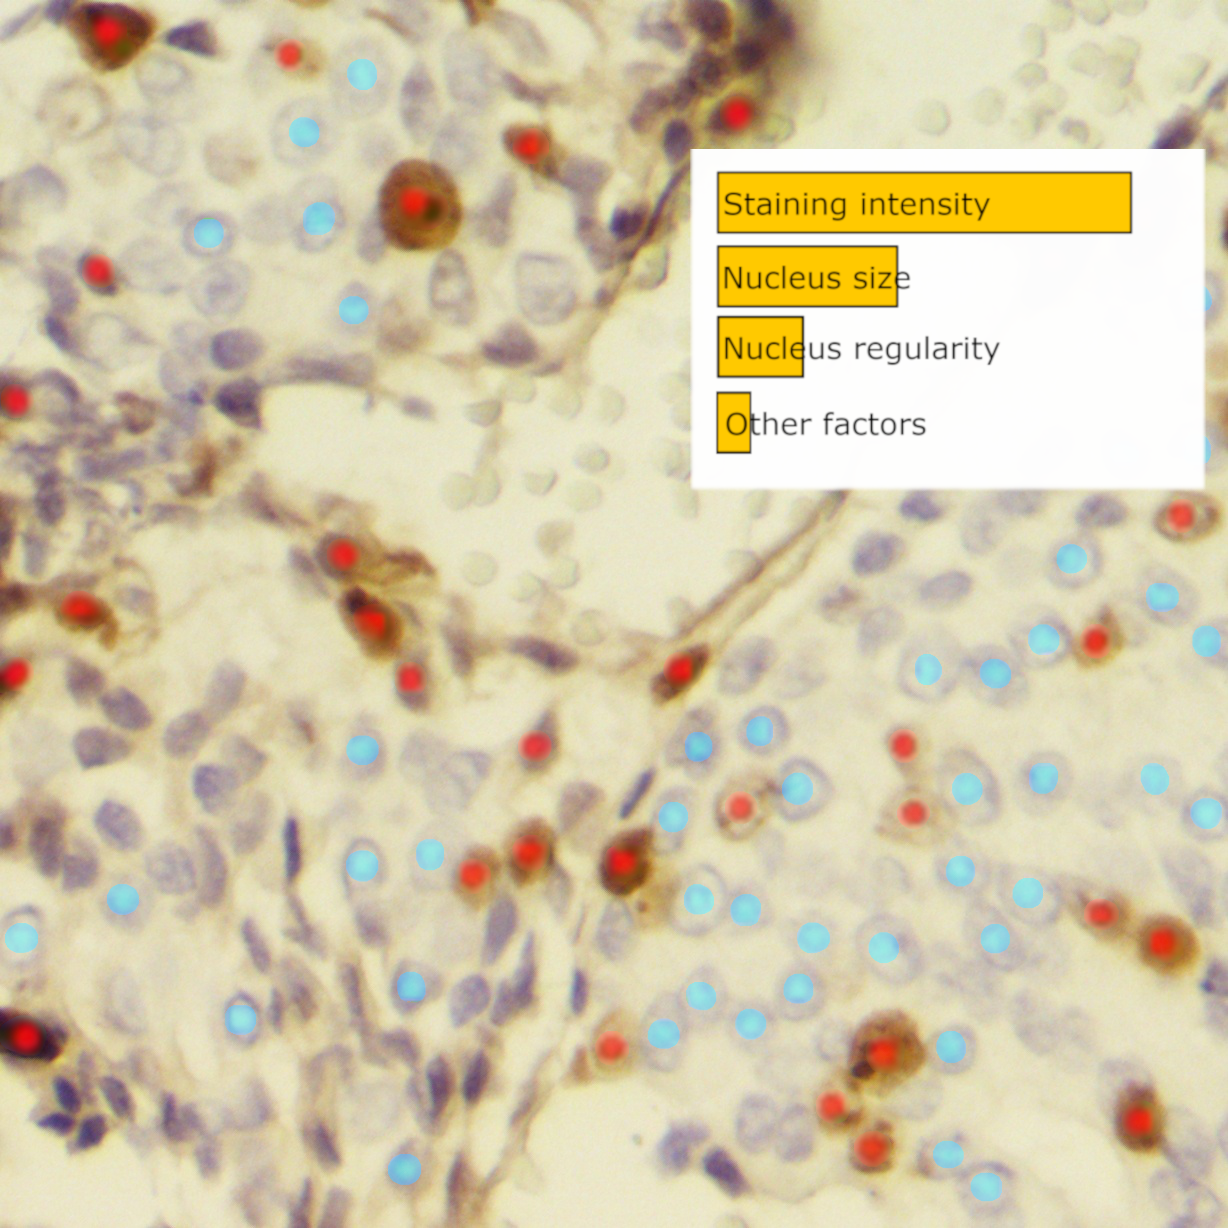 Staining intensity
Nucleus size
Nucleus regularity
Other factors